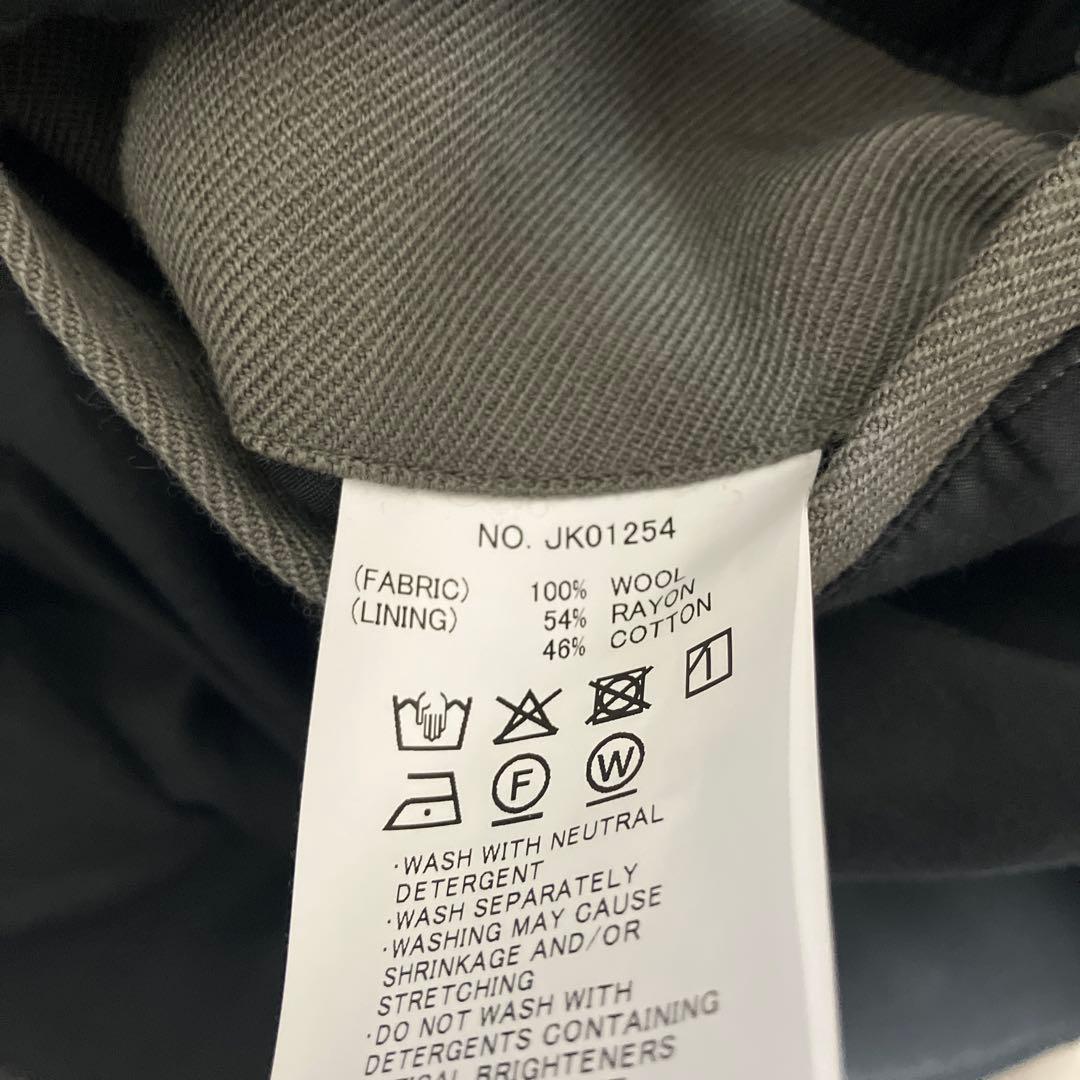 NO. JK01254
(FABRIC) 100% WOOL
(LINING) 54% RAYON
46% COTTON
F W
·WASH WITH NEUTRAL
DETERGENT
·WASH SEPARATELY
·WASHING MAY CAUSE
SHRINKAGE AND/OR
STRETCHING
·DO NOT WASH WITH
DETERGENTS CONTAINING
BRIGHTENERS